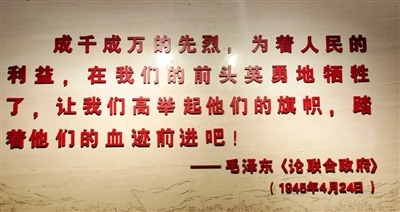 成千成万的先烈，为着人民的
利益，在我们的前头英勇地牺牲
了，让我们高举起他们的旗帜，踏
着他们的血迹前进吧！
——毛泽东《论联合政府》
（1945年4月24日）